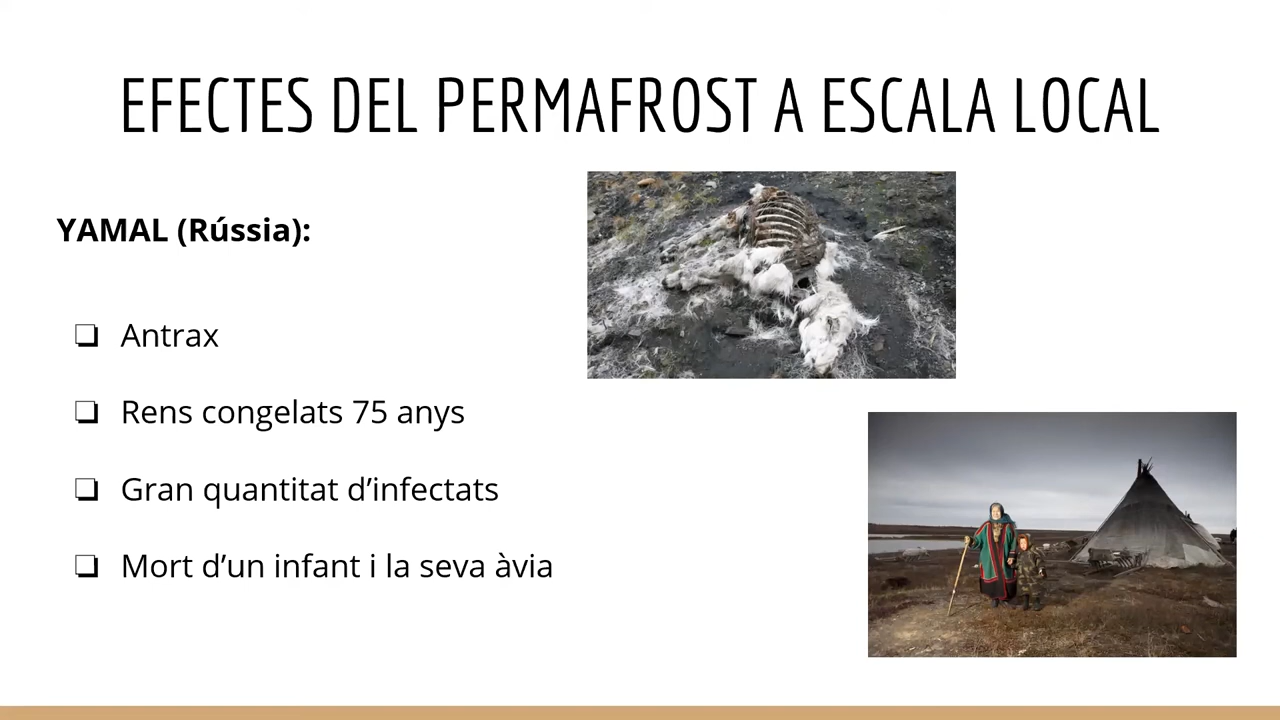 EFECTES DEL PERMAFROST A ESCALA LOCAL
YAMAL (Rússia):
❏ Antrax
❏ Rens congelats 75 anys
❏ Gran quantitat d’infectats
❏ Mort d’un infant i la seva àvia